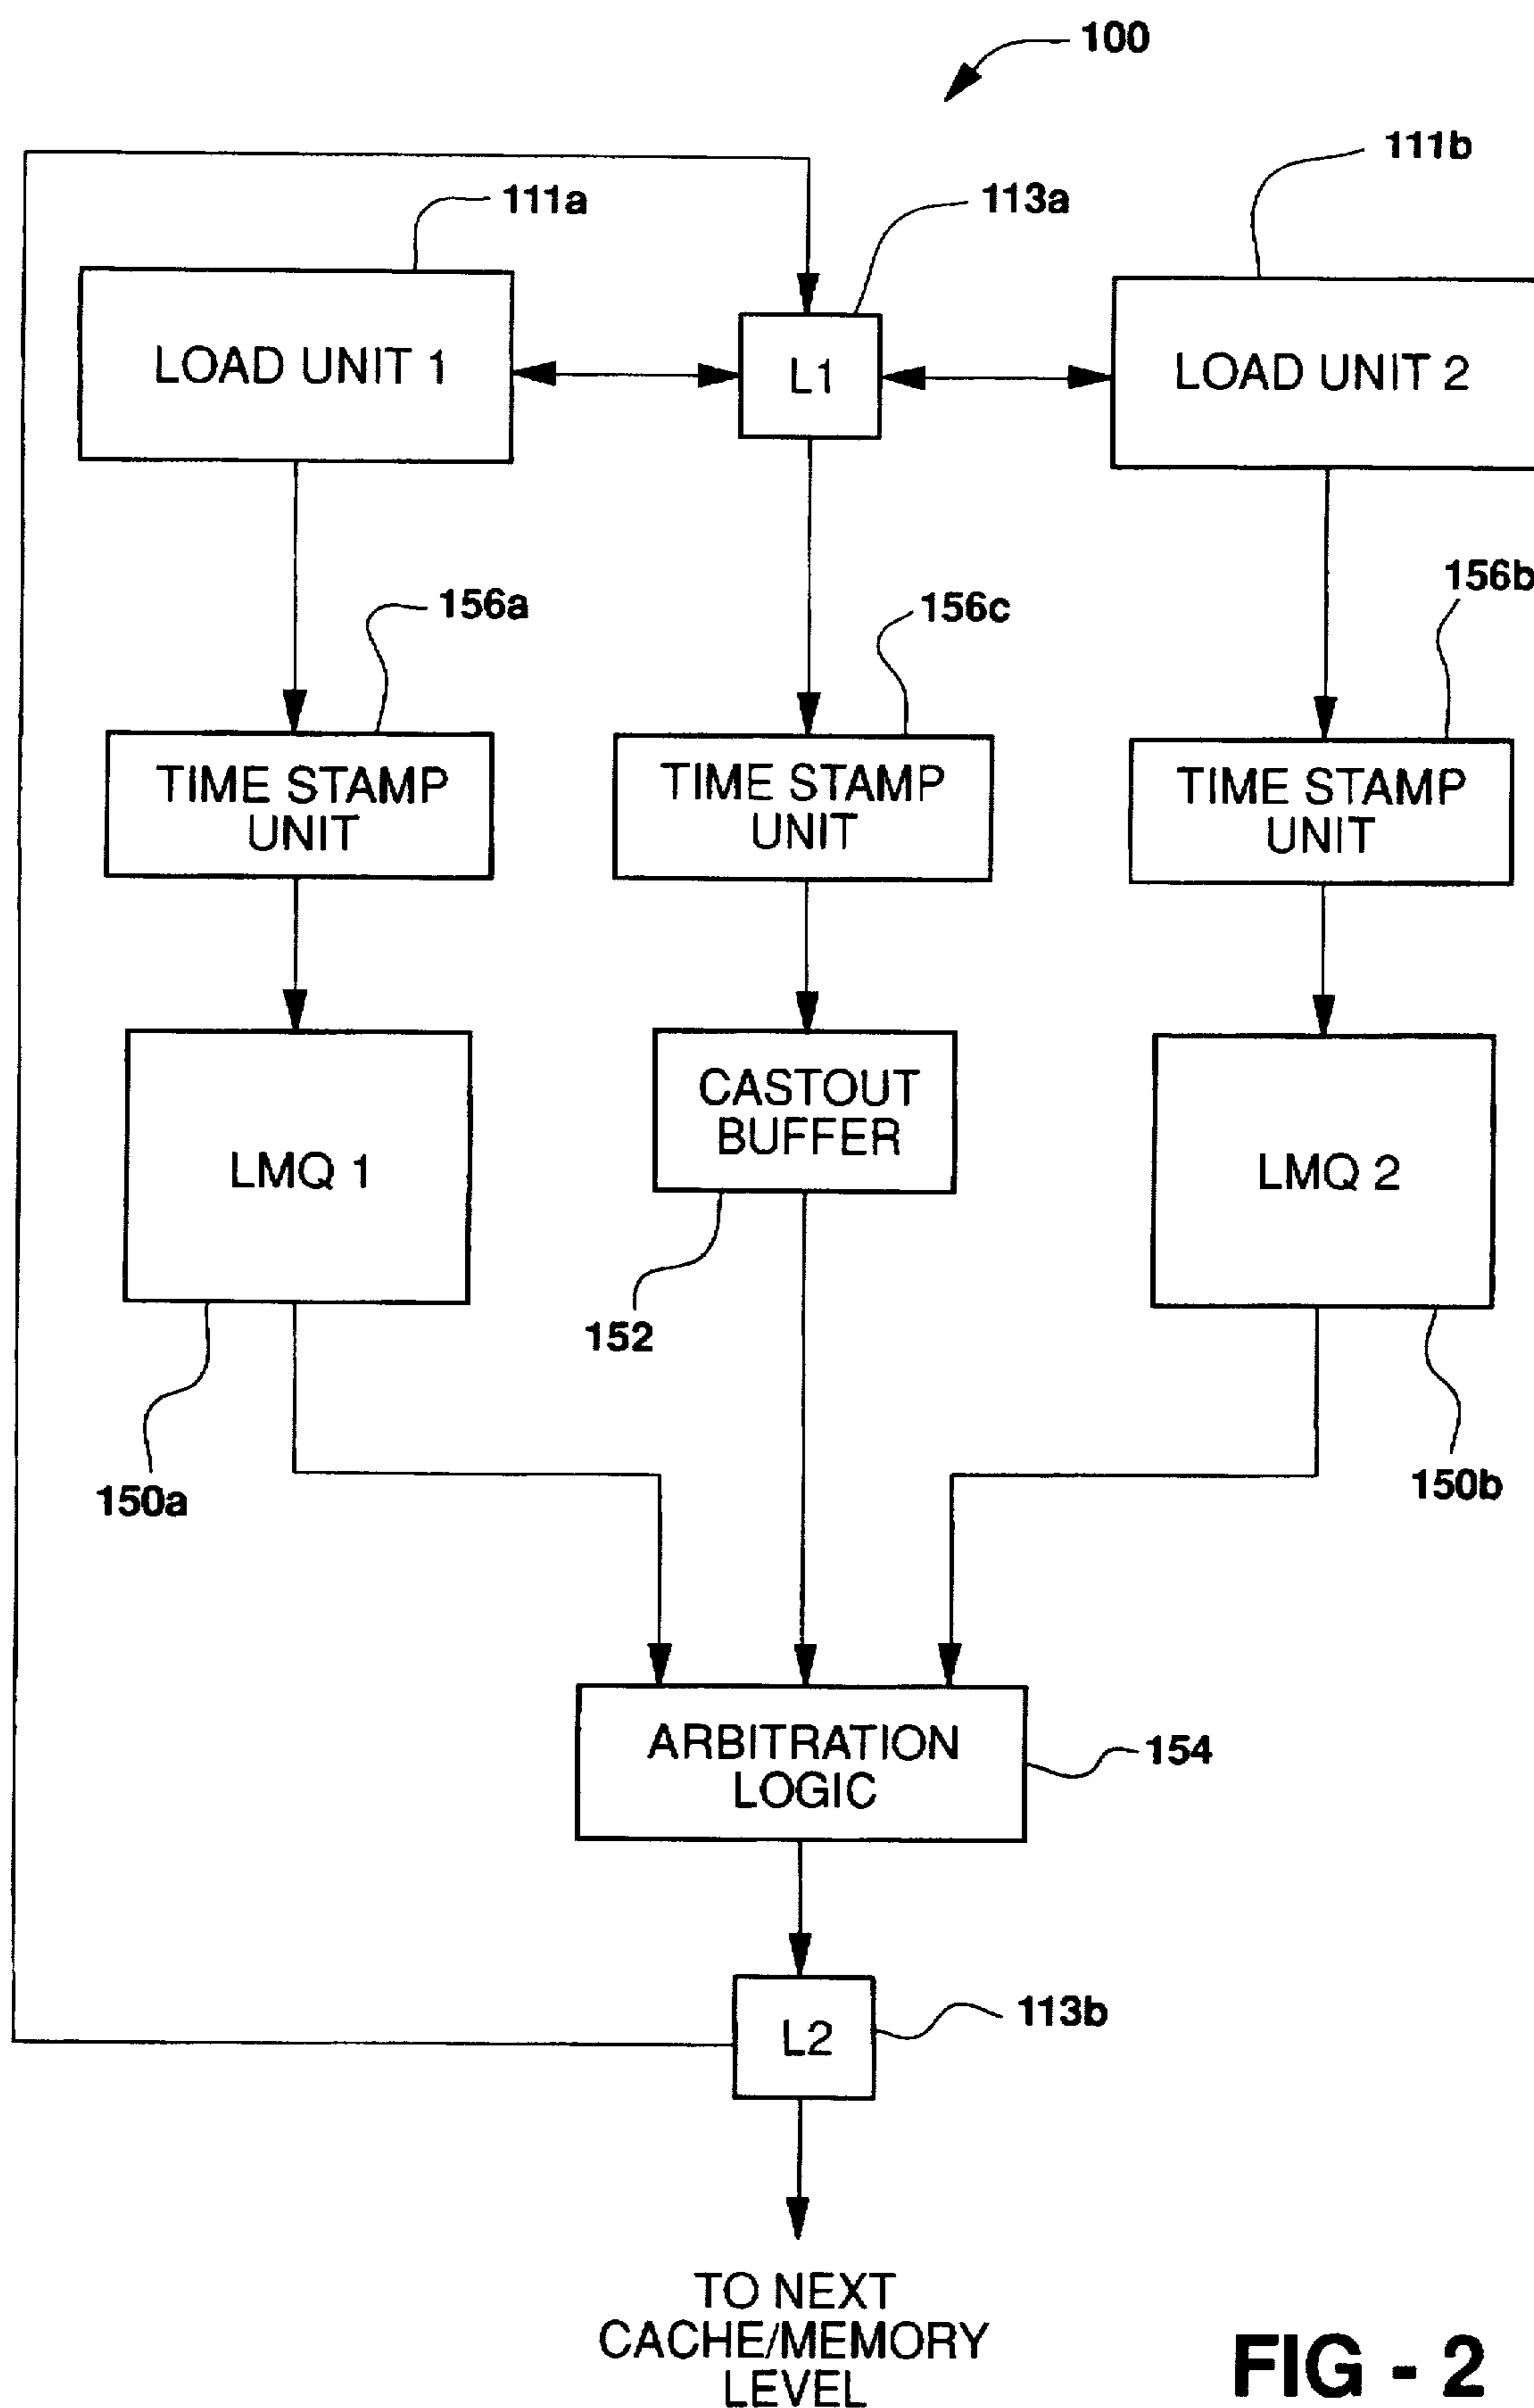 100
111b
111a
113a
LOAD UNIT 1
L1
LOAD UNIT 2
156a
156c
156b
TIME STAMP
UNIT
TIME STAMP
UNIT
TIME STAMP
UNIT
LMQ 1
CASTOUT
BUFFER
LMQ 2
152
150a
150b
ARBITRATION
LOGIC
154
L2
113b
TO NEXT
CACHE/MEMORY
LEVEL
FIG - 2